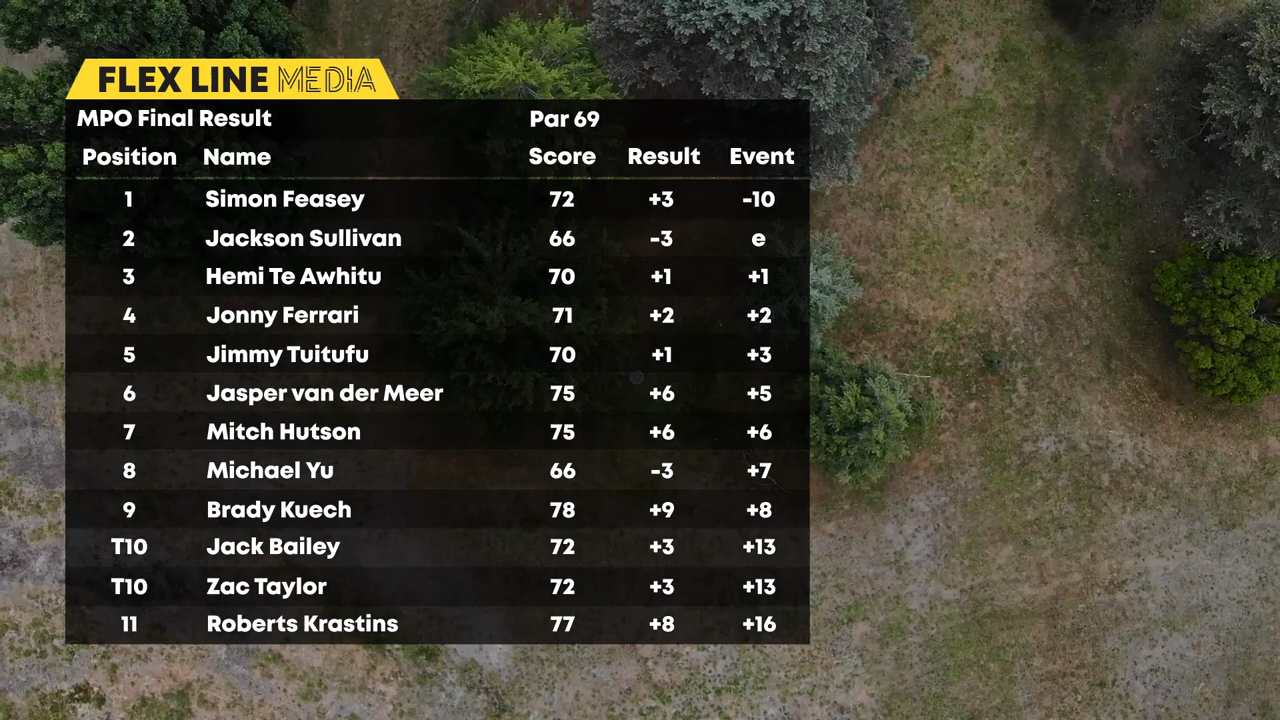 FLEX LINE MEDIA
MPO Final Result Par 69
Position Name Score Result Event
1 Simon Feasey 72 +3 -10
2 Jackson Sullivan 66 -3 e
3 Hemi Te Awhitu 70 +1 +1
4 Jonny Ferrari 71 +2 +2
5 Jimmy Tuitufu 70 +1 +3
6 Jasper van der Meer 75 +6 +5
7 Mitch Hutson 75 +6 +6
8 Michael Yu 66 -3 +7
9 Brady Kuech 78 +9 +8
T10 Jack Bailey 72 +3 +13
T10 Zac Taylor 72 +3 +13
11 Roberts Krastins 77 +8 +16